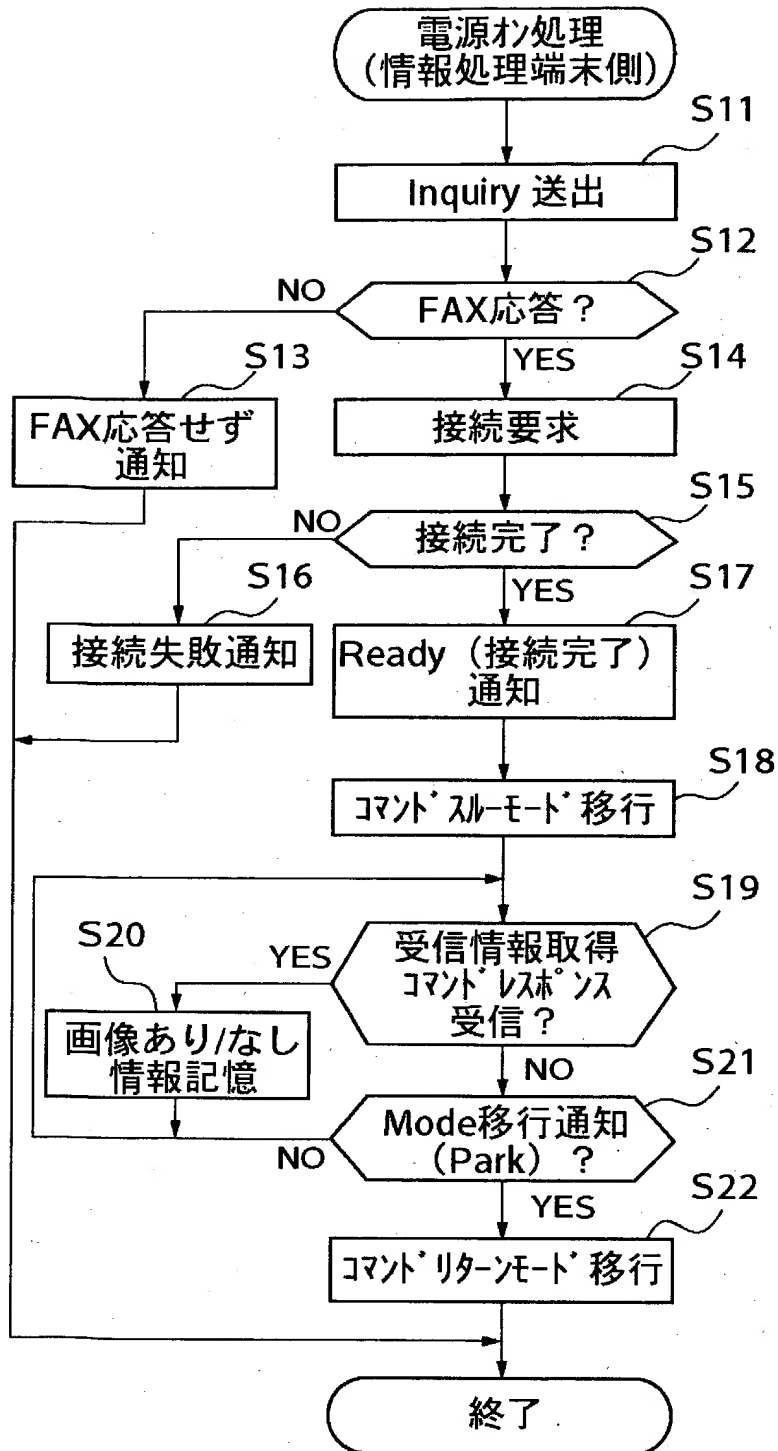 電源ｵﾝ処理
(情報処理端末側)
S11
Inquiry 送出
S12
NO
FAX応答？
YES
S13
S14
FAX応答せず
通知
接続要求
S15
NO
接続完了？
YES
S16
S17
接続失敗通知
Ready（接続完了）
通知
S18
ｺﾏﾝﾄﾞｽﾙｰﾓｰﾄﾞ移行
S19
S20
YES
受信情報取得
ｺﾏﾝﾄﾞﾚｽﾎﾟﾝｽ
受信？
画像あり/なし
情報記憶
NO
S21
Mode移行通知
（Park）？
NO
YES
S22
ｺﾏﾝﾄﾞﾘﾀｰﾝﾓｰﾄﾞ移行
終了